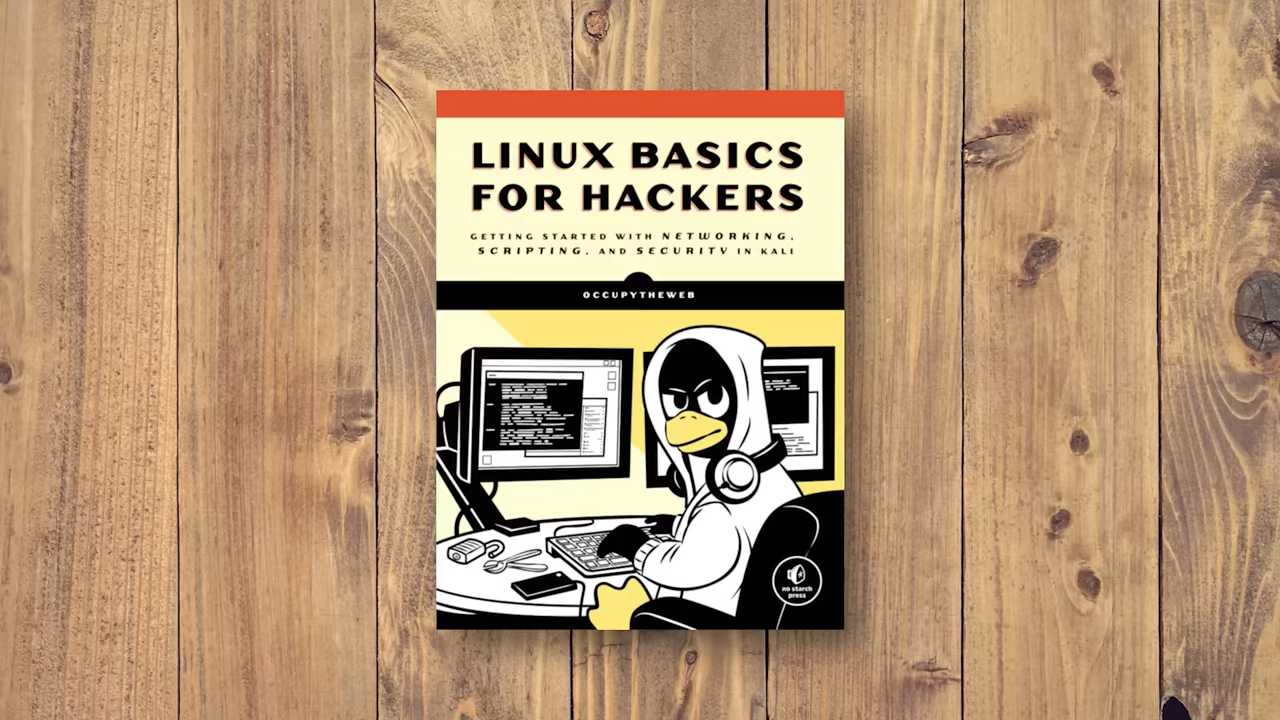 LINUX BASICS
FOR HACKERS
GETTING STARTED WITH NETWORKING,
SCRIPTING, AND SECURITY IN KALI
OCCUPYTHEWEB
no starch
press